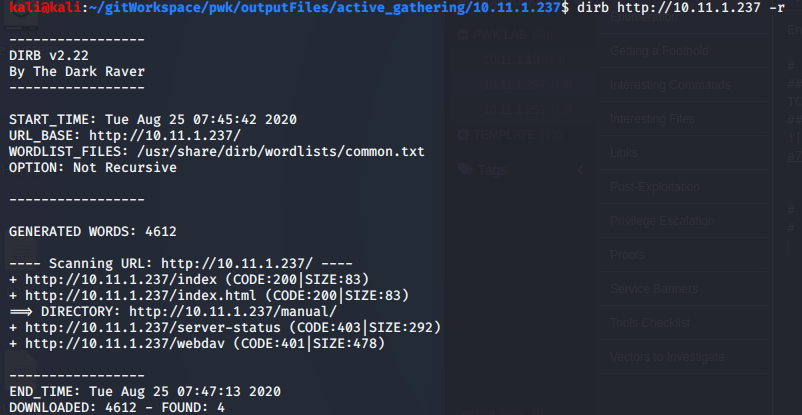 kali@kali:~/gitWorkspace/pwk/outputFiles/active_gathering/10.11.1.237$ dirb http://10.11.1.237 -r
-----------------
DIRB v2.22
By The Dark Raver
-----------------
START_TIME: Tue Aug 25 07:45:42 2020
URL_BASE: http://10.11.1.237/
WORDLIST_FILES: /usr/share/dirb/wordlists/common.txt
OPTION: Not Recursive
-----------------
GENERATED WORDS: 4612
---- Scanning URL: http://10.11.1.237/ ----
+ http://10.11.1.237/index (CODE:200|SIZE:83)
+ http://10.11.1.237/index.html (CODE:200|SIZE:83)
==> DIRECTORY: http://10.11.1.237/manual/
+ http://10.11.1.237/server-status (CODE:403|SIZE:292)
+ http://10.11.1.237/webdav (CODE:401|SIZE:478)
-----------------
END_TIME: Tue Aug 25 07:47:13 2020
DOWNLOADED: 4612 - FOUND: 4
Enumeration
Getting a Foothold
Interesting Commands
Interesting Files
Links
Post-Exploitation
Privilege Escalation
Proofs
Service Banners
Tools Checklist
Vectors to Investigate
PWK LAB
TEMPLATE
Tags